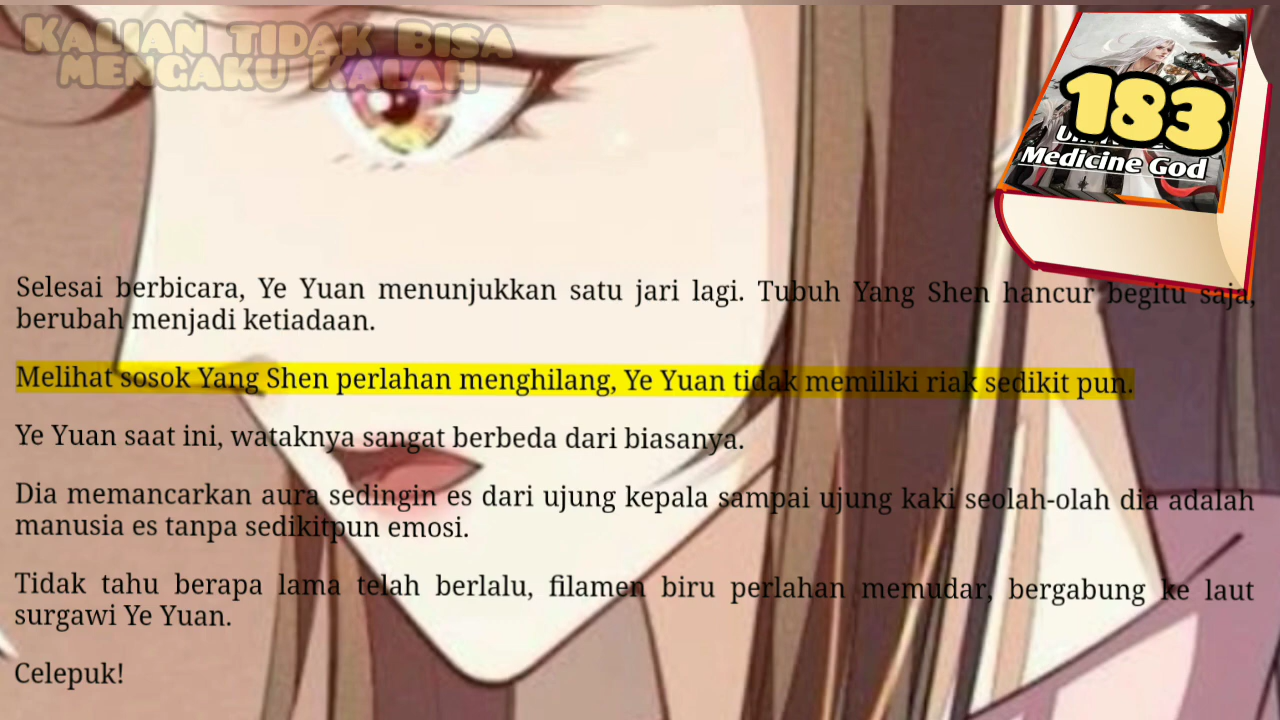 Kalian tidak Bisa
mengaku Kalah
183
Medicine God
Selesai berbicara, Ye Yuan menunjukkan satu jari lagi. Tubuh Yang Shen hancur begitu saja,
berubah menjadi ketiadaan.
Melihat sosok Yang Shen perlahan menghilang, Ye Yuan tidak memiliki riak sedikit pun.
Ye Yuan saat ini, wataknya sangat berbeda dari biasanya.
Dia memancarkan aura sedingin es dari ujung kepala sampai ujung kaki seolah-olah dia adalah
manusia es tanpa sedikitpun emosi.
Tidak tahu berapa lama telah berlalu, filamen biru perlahan memudar, bergabung ke laut
surgawi Ye Yuan.
Celepuk!